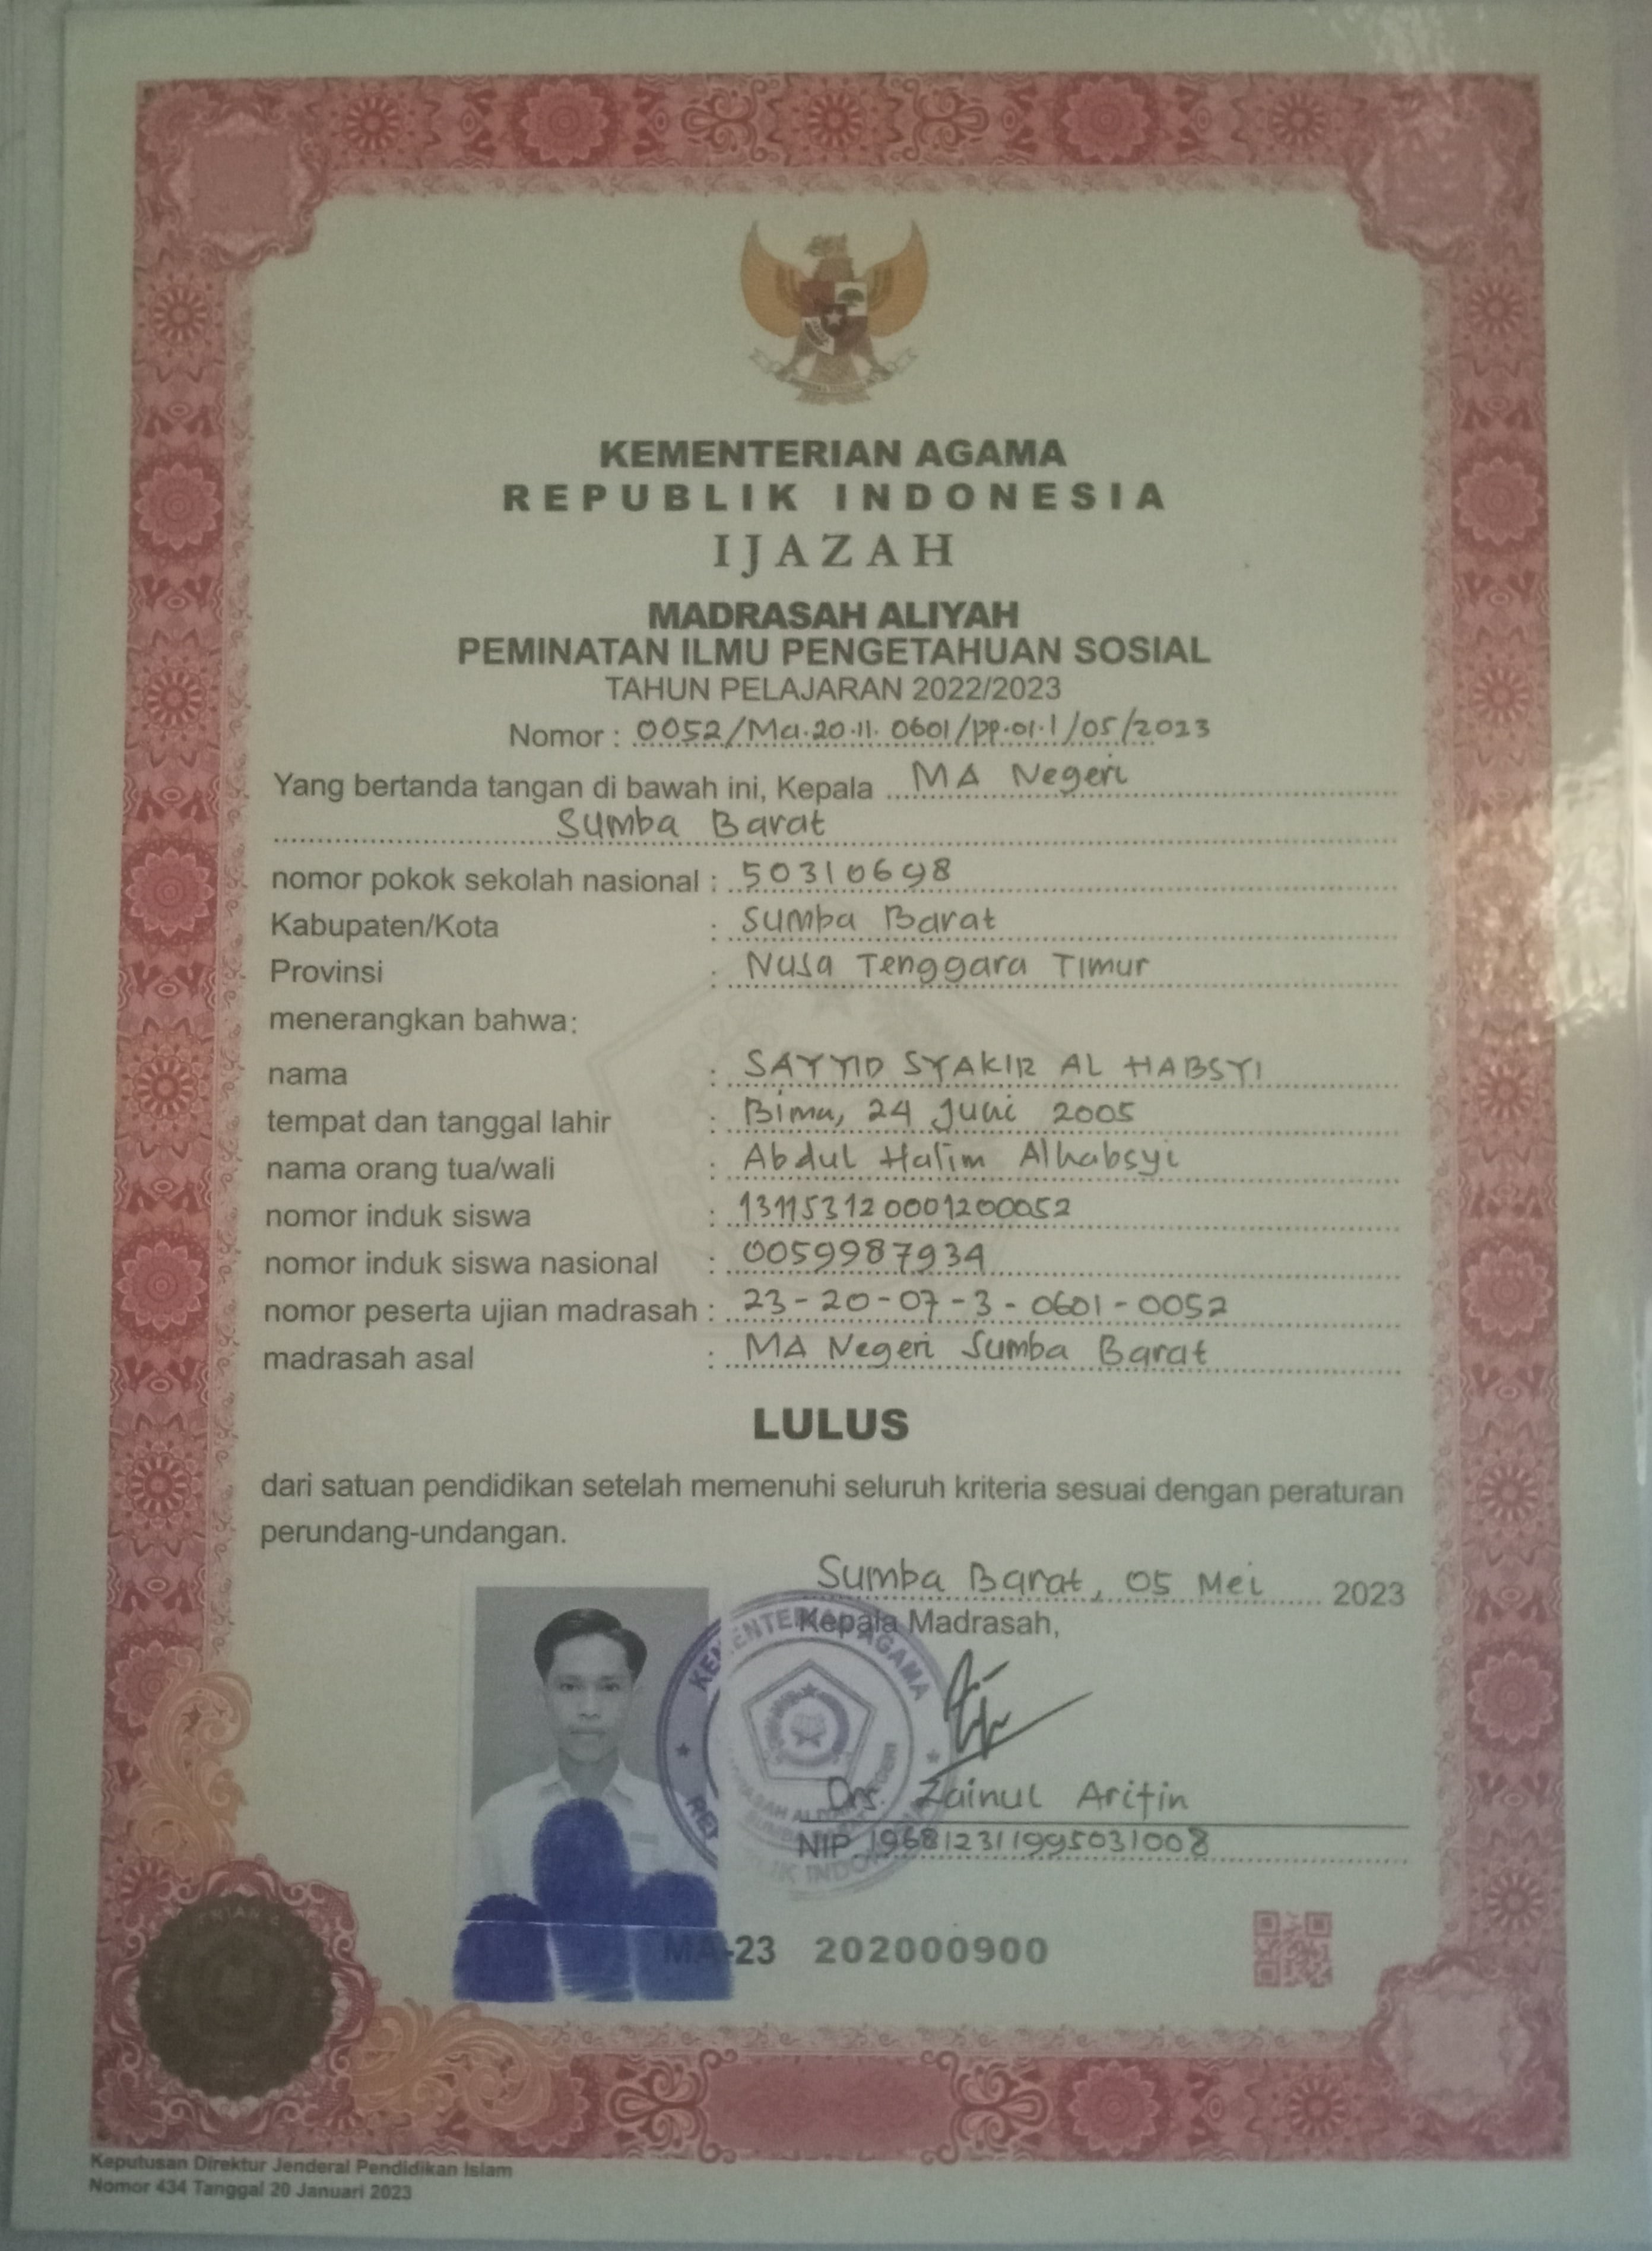 KEMENTERIAN AGAMA
REPUBLIK INDONESIA
IJAZAH
MADRASAH ALIYAH
PEMINATAN ILMU PENGETAHUAN SOSIAL
TAHUN PELAJARAN 2022/2023
Nomor : 0052/Ma.20.11.0601/pp.01.1/05/2023
Yang bertanda tangan di bawah ini, Kepala MA Negeri
Sumba Barat
nomor pokok sekolah nasional : 50310698
Kabupaten/Kota : Sumba Barat
Provinsi : Nusa Tenggara Timur
menerangkan bahwa:
nama : SAYYID SYAKIR AL HABSYI
tempat dan tanggal lahir : Bima, 24 Juni 2005
nama orang tua/wali : Abdul Halim Alhabsyi
nomor induk siswa : 131153120001200052
nomor induk siswa nasional : 0059987934
nomor peserta ujian madrasah : 23-20-07-3-0601-0052
madrasah asal : MA Negeri Sumba Barat
LULUS
dari satuan pendidikan setelah memenuhi seluruh kriteria sesuai dengan peraturan
perundang-undangan.
Sumba Barat, 05 Mei 2023
Kepala Madrasah,
KEMENTERIAN AGAMA
Drs. Zainul Arifin
NIP. 196812311995031008
MA-23 202000900
Keputusan Direktur Jenderal Pendidikan Islam
Nomor 434 Tanggal 20 Januari 2023